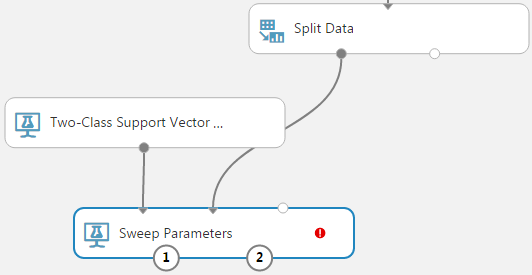 Split Data
Two-Class Support Vector ...
Sweep Parameters
!
1 2